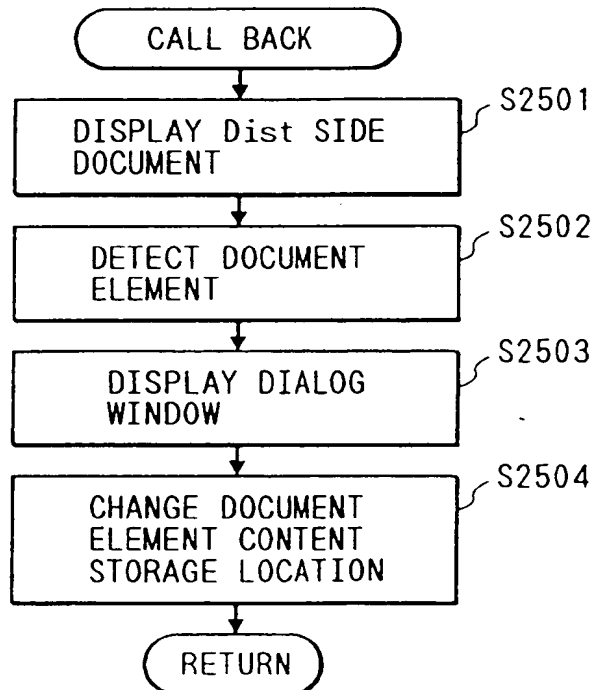 CALL BACK
S2501
DISPLAY Dist SIDE
DOCUMENT
S2502
DETECT DOCUMENT
ELEMENT
S2503
DISPLAY DIALOG
WINDOW
S2504
CHANGE DOCUMENT
ELEMENT CONTENT
STORAGE LOCATION
RETURN